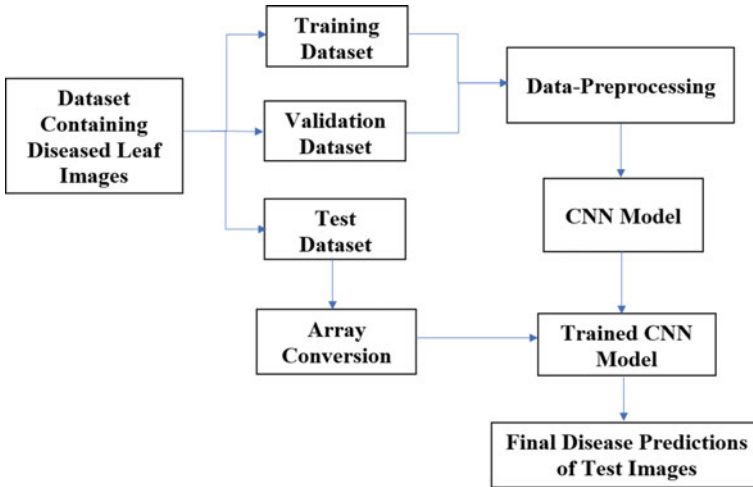 Training
Dataset
Data-Preprocessing
Dataset
Containing
Diseased Leaf
Images
Validation
Dataset
Test
Dataset
CNN Model
Array
Conversion
Trained CNN
Model
Final Disease Predictions
of Test Images